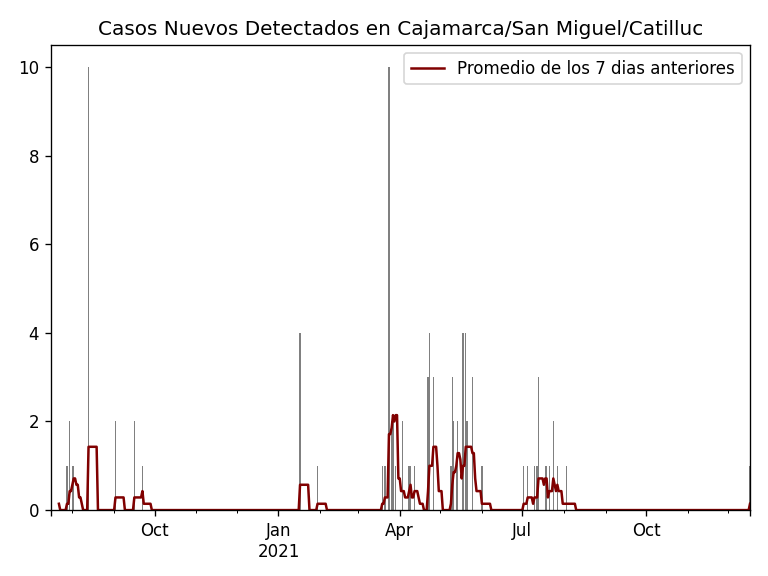 Casos Nuevos Detectados en Cajamarca/San Miguel/Catilluc
Promedio de los 7 dias anteriores
10
8
6
4
2
0
Oct
Jan
2021
Apr
Jul
Oct